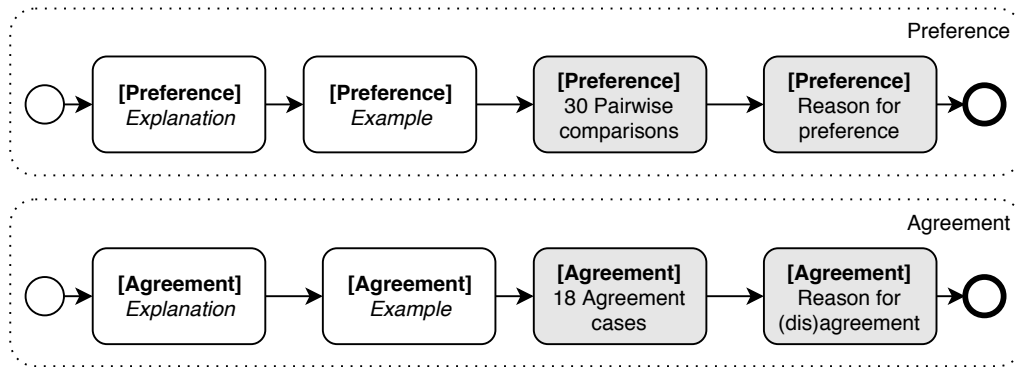 Preference
[Preference]
Explanation
[Preference]
Example
[Preference]
30 Pairwise
comparisons
[Preference]
Reason for
preference
Agreement
[Agreement]
Explanation
[Agreement]
Example
[Agreement]
18 Agreement
cases
[Agreement]
Reason for
(dis)agreement